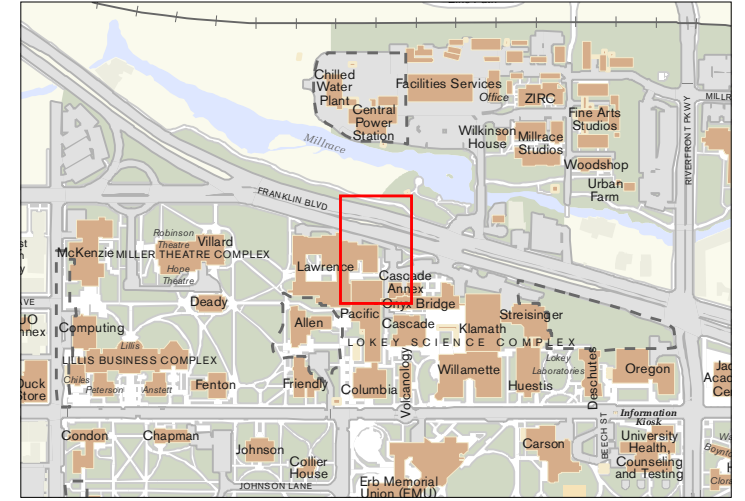 Chilled
Water
Plant
Facilities Services
Office
ZIRC
Central
Power
Station
Fine Arts
Studios
MILLR
RIVERFRONT PKWY
Wilkinson
House
Millrace
Studios
Millrace
Woodshop
Urban
Farm
FRANKLIN BLVD
Robinson
Theatre
Villard
McKenzie
MILLER THEATRE COMPLEX
Hope
Theatre
Lawrence
Cascade
Annex
Deady
Onyx Bridge
AVE
Pacific
Streisinger
Allen
Cascade
Klamath
Computing
LOKEY SCIENCE COMPLEX
Lillis
LILLIS BUSINESS COMPLEX
Lokey
Laboratories
Deschutes
Volcanology
Willamette
Oregon
Chiles
Peterson
Anstett
Fenton
Friendly
Columbia
Huestis
Duck
Store
Information
Kiosk
BEECH ST
Condon
Chapman
Johnson
Collier
House
Carson
University
Health,
Counseling
and Testing
JOHNSON LANE
Erb Memorial
Union (EMU)